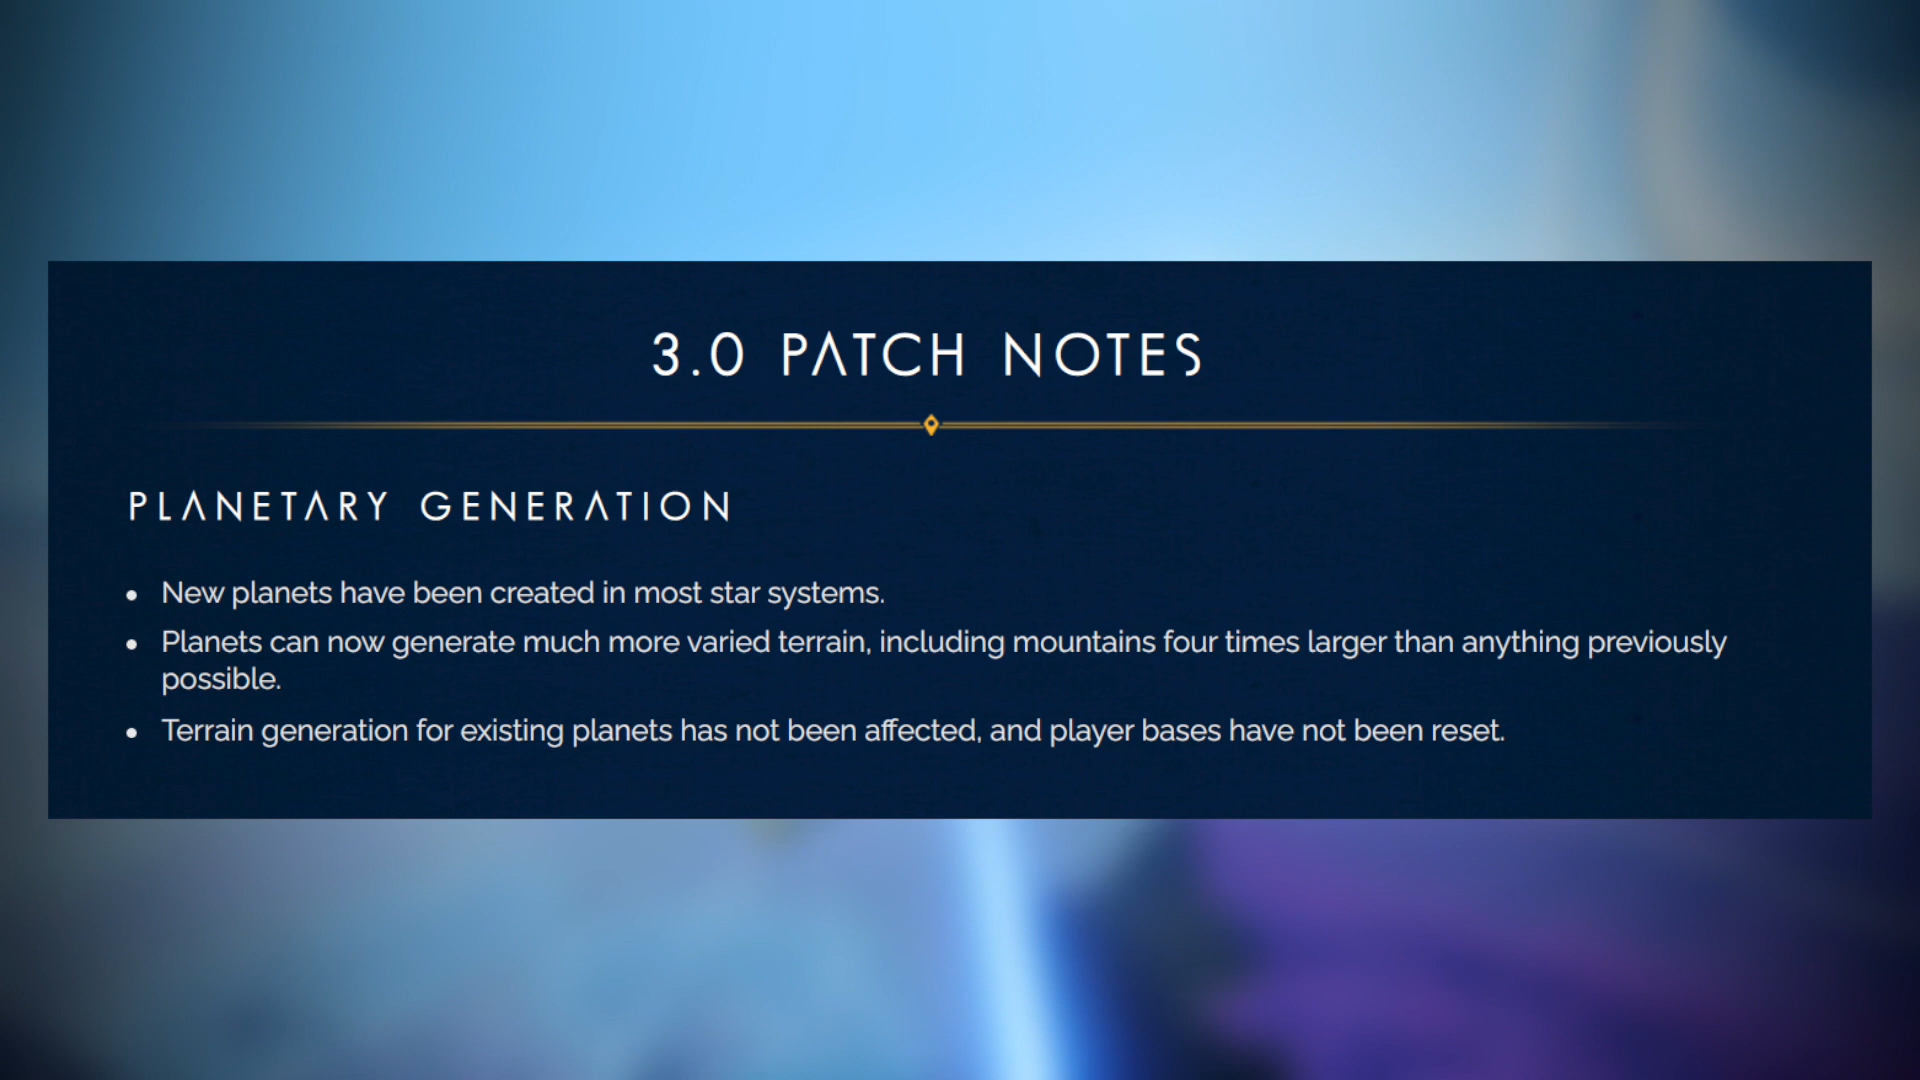 3.0 PATCH NOTES
PLANETARY GENERATION
• New planets have been created in most star systems.
• Planets can now generate much more varied terrain, including mountains four times larger than anything previously
possible.
• Terrain generation for existing planets has not been affected, and player bases have not been reset.